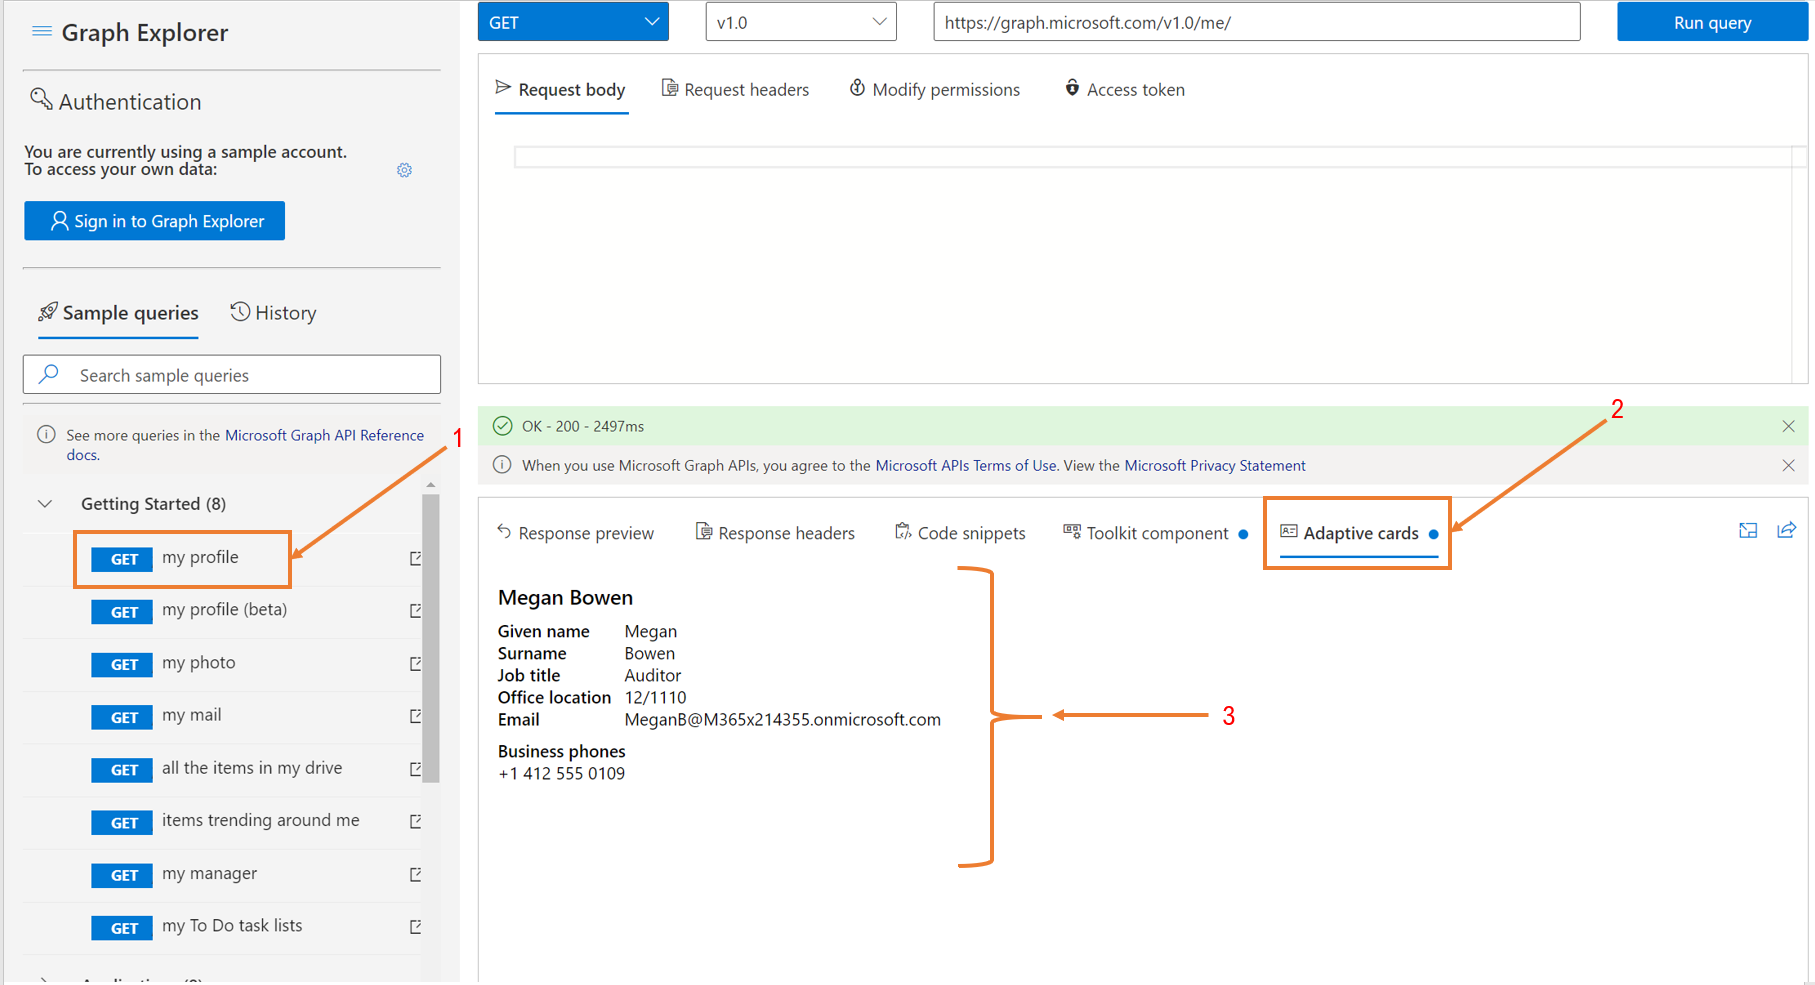 Graph Explorer
Authentication
You are currently using a sample account.
To access your own data:
Sign in to Graph Explorer
Sample queries
History
Search sample queries
See more queries in the Microsoft Graph API Reference
docs.
1
Getting Started (8)
GET my profile
GET my profile (beta)
GET my photo
GET my mail
GET all the items in my drive
GET items trending around me
GET my manager
GET my To Do task lists
GET
v1.0
https://graph.microsoft.com/v1.0/me/
Run query
Request body
Request headers
Modify permissions
Access token
OK - 200 - 2497ms
2
When you use Microsoft Graph APIs, you agree to the Microsoft APIs Terms of Use. View the Microsoft Privacy Statement
Response preview
Response headers
Code snippets
Toolkit component
Adaptive cards
Megan Bowen
Given name Megan
Surname Bowen
Job title Auditor
Office location 12/1110
Email MeganB@M365x214355.onmicrosoft.com
Business phones
+1 412 555 0109
3